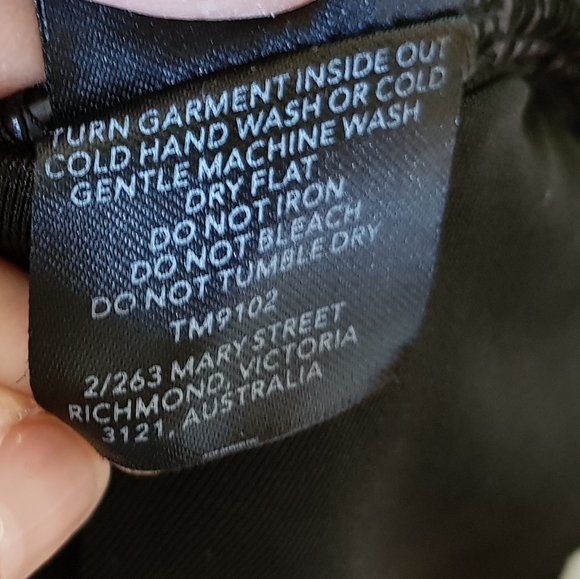 TURN GARMENT INSIDE OUT
COLD HAND WASH OR COLD
GENTLE MACHINE WASH
DRY FLAT
DO NOT IRON
DO NOT BLEACH
DO NOT TUMBLE DRY
TM9102
2/263 MARY STREET
RICHMOND, VICTORIA
3121, AUSTRALIA